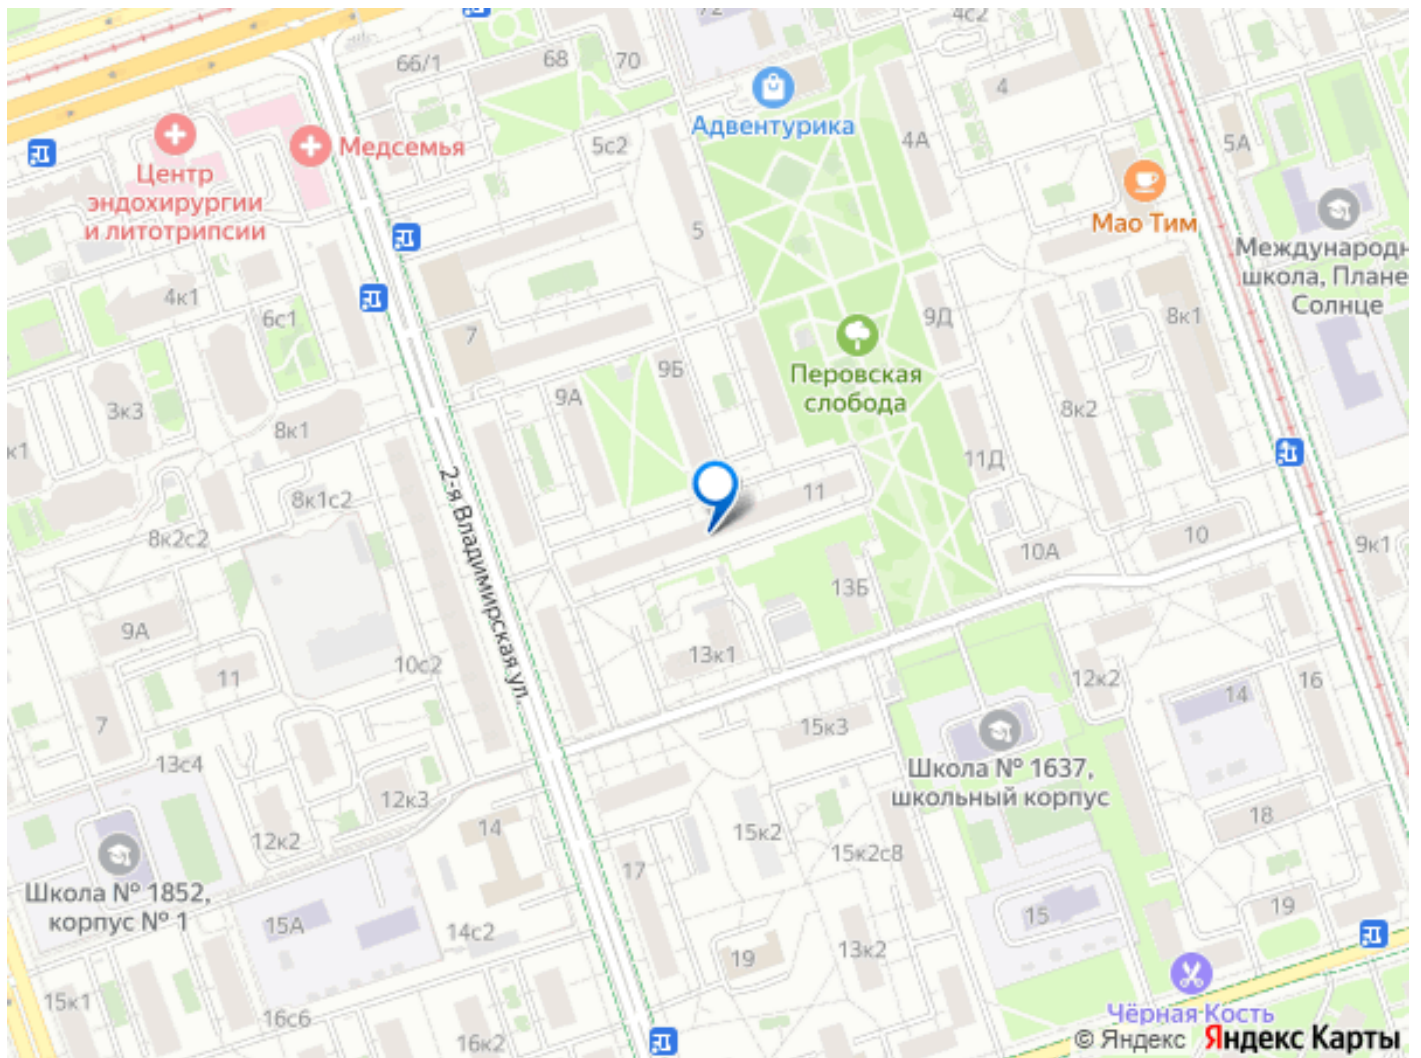 72
4с2
66/1
68
70
4
Адвентурика
4А
5А
Медсемья
5с2
Центр
эндохирургии
и литотрипсии
Мао Тим
5
Международн
школа, Плане
Солнце
4к1
6с1
7
9Д
8к1
Перовская
слобода
9Б
9А
3к3
8к1
8к2
к1
11Д
2-я Владимирская ул.
8к1с2
11
8к2с2
10А
10
9к1
13Б
9А
11
10с2
13к1
12к2
14
16
7
15к3
13с4
Школа № 1637,
школьный корпус
12к3
14
12к2
15к2
15к2с8
18
17
Школа № 1852,
корпус № 1
15А
14с2
15
19
19
13к2
15к1
16с6
16к2
Чёрная Кость
© Яндекс Яндекс Карты